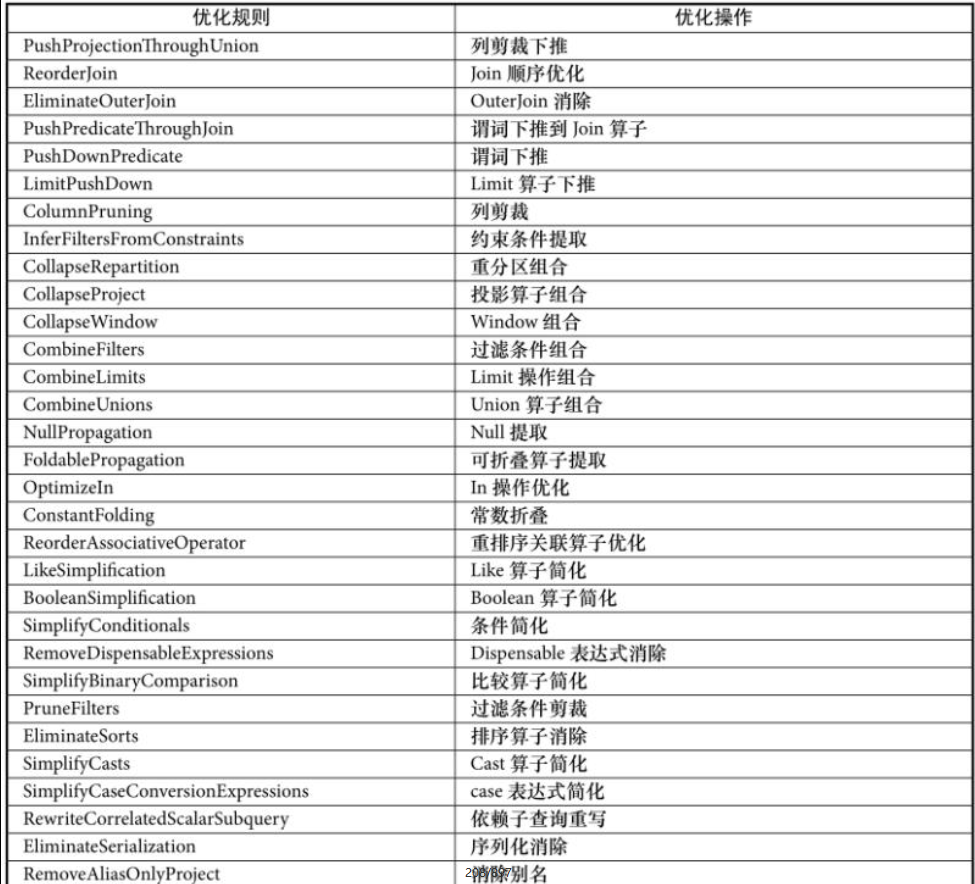 优化规则 优化操作
PushProjectionThroughUnion 列剪裁下推
ReorderJoin Join 顺序优化
EliminateOuterJoin OuterJoin 消除
PushPredicateThroughJoin 谓词下推到 Join 算子
PushDownPredicate 谓词下推
LimitPushDown Limit 算子下推
ColumnPruning 列剪裁
InferFiltersFromConstraints 约束条件提取
CollapseRepartition 重分区组合
CollapseProject 投影算子组合
CollapseWindow Window 组合
CombineFilters 过滤条件组合
CombineLimits Limit 操作组合
CombineUnions Union 算子组合
NullPropagation Null 提取
FoldablePropagation 可折叠算子提取
OptimizeIn In 操作优化
ConstantFolding 常数折叠
ReorderAssociativeOperator 重排序关联算子优化
LikeSimplification Like 算子简化
BooleanSimplification Boolean 算子简化
SimplifyConditionals 条件简化
RemoveDispensableExpressions Dispensable 表达式消除
SimplifyBinaryComparison 比较算子简化
PruneFilters 过滤条件剪裁
EliminateSorts 排序算子消除
SimplifyCasts Cast 算子简化
SimplifyCaseConversionExpressions case 表达式简化
RewriteCorrelatedScalarSubquery 依赖子查询重写
EliminateSerialization 序列化消除
RemoveAliasOnlyProject 消除别名